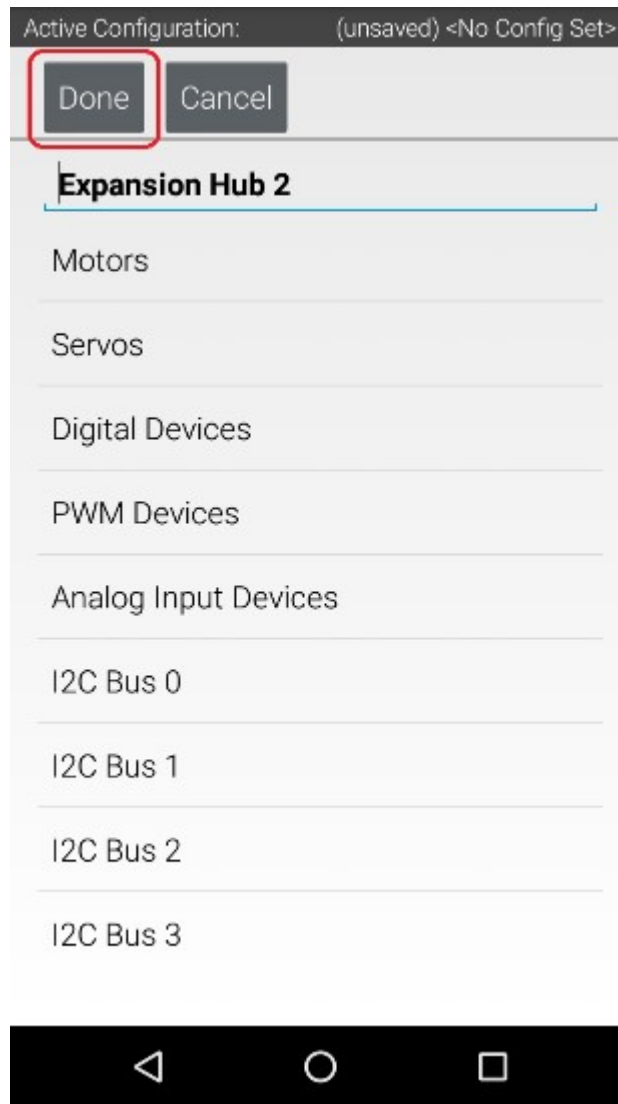 Active Configuration: (unsaved) <No Config Set>
Done Cancel
Expansion Hub 2
Motors
Servos
Digital Devices
PWM Devices
Analog Input Devices
I2C Bus 0
I2C Bus 1
I2C Bus 2
I2C Bus 3